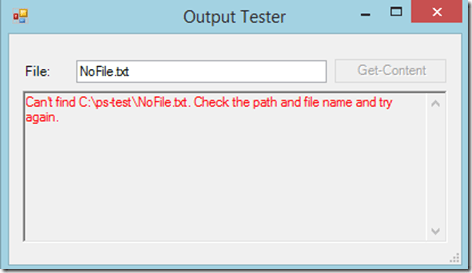 Output Tester
File: NoFile.txt Get-Content
Can't find C:\ps-test\NoFile.txt. Check the path and file name and try
again.